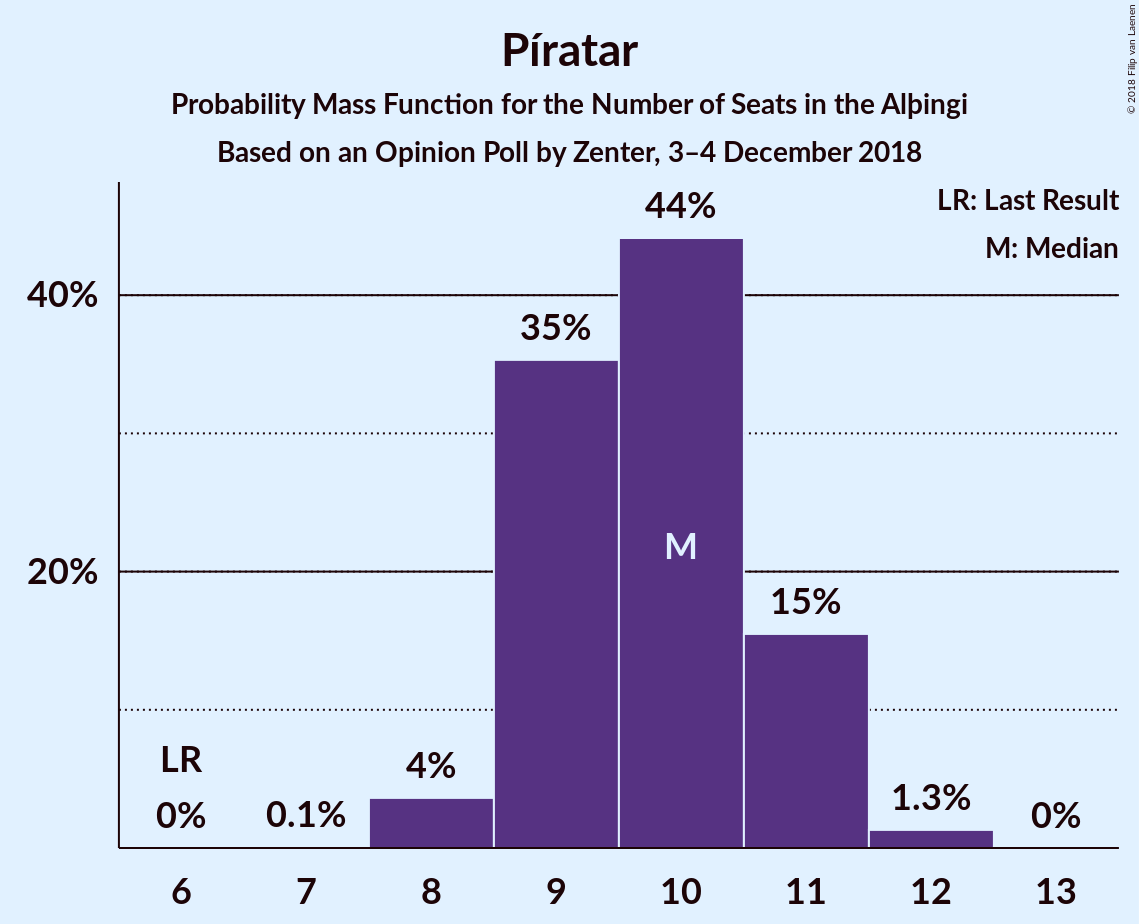 Píratar
Probability Mass Function for the Number of Seats in the Alþingi
Based on an Opinion Poll by Zenter, 3–4 December 2018
© 2018 Filip van Laenen
LR: Last Result
M: Median
44%
40%
35%
M
20%
15%
LR
4%
1.3%
0%
0.1%
0%
6 7 8 9 10 11 12 13